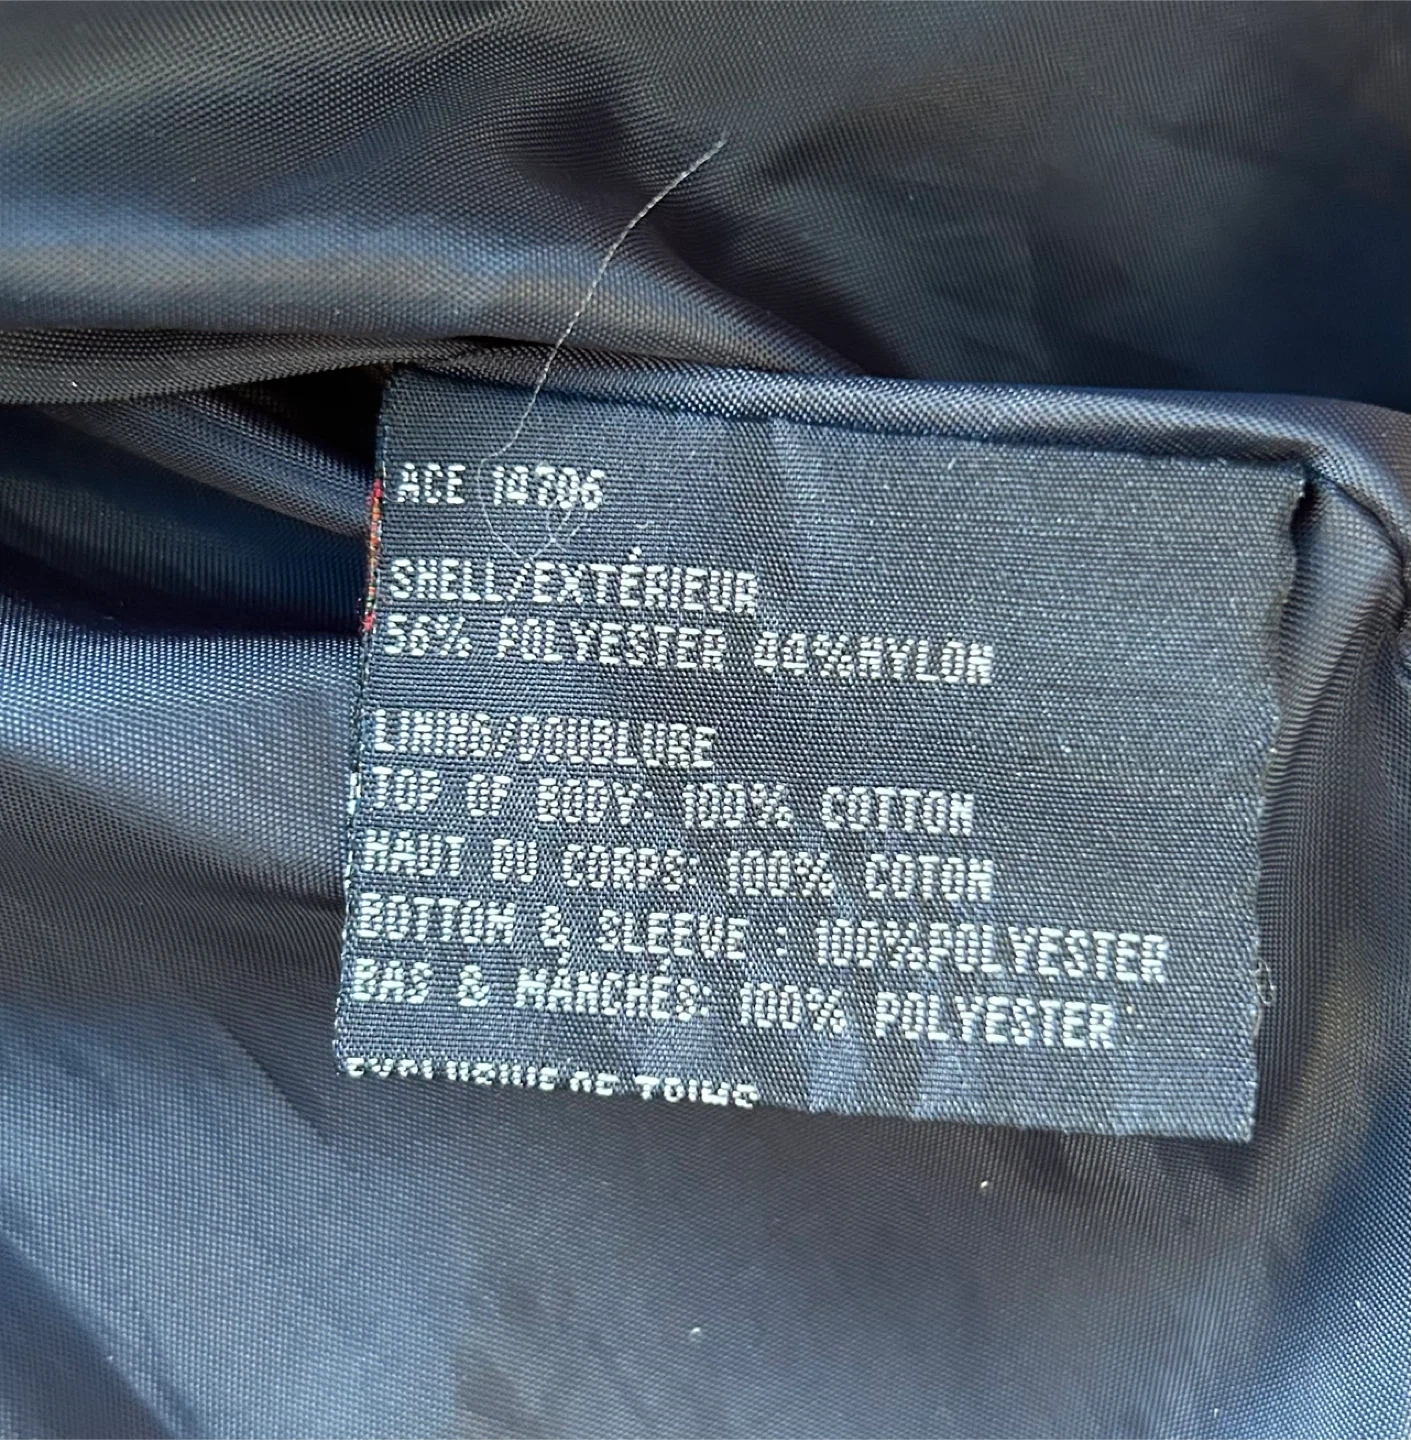 ACE 14706
SHELL/EXTÉRIEUR
56% POLYESTER 44%NYLON
LINING/DOUBLURE
TOP OF BODY: 100% COTTON
HAUT DU CORPS: 100% COTON
BOTTOM & SLEEVE : 100%POLYESTER
BAS & MANCHES: 100% POLYESTER